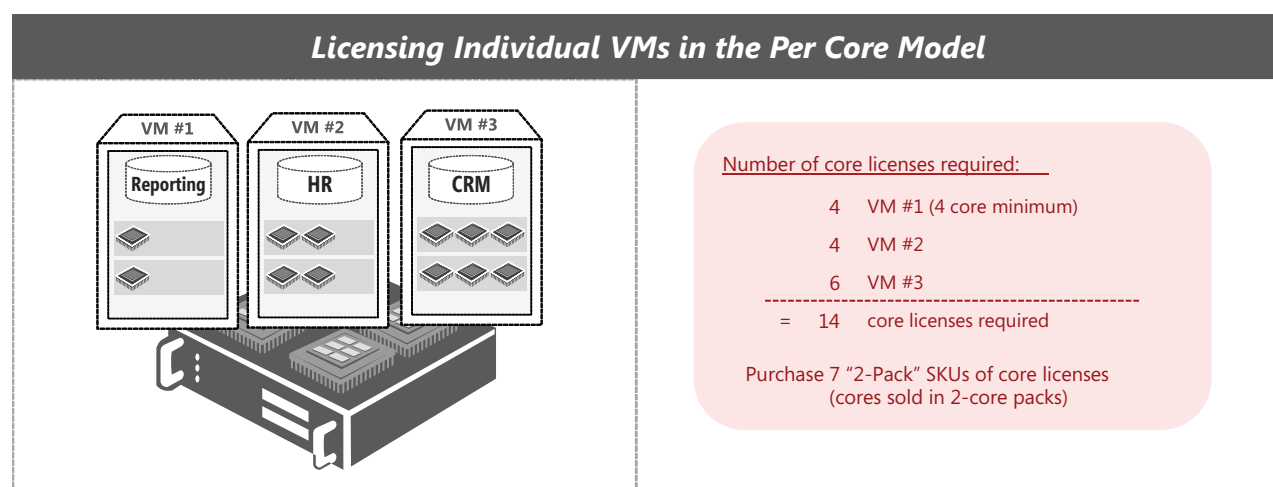 Licensing Individual VMs in the Per Core Model
VM #1
VM #2
VM #3
Reporting
HR
CRM
Number of core licenses required:
4 VM #1 (4 core minimum)
4 VM #2
6 VM #3
= 14 core licenses required
Purchase 7 “2-Pack” SKUs of core licenses
(cores sold in 2-core packs)